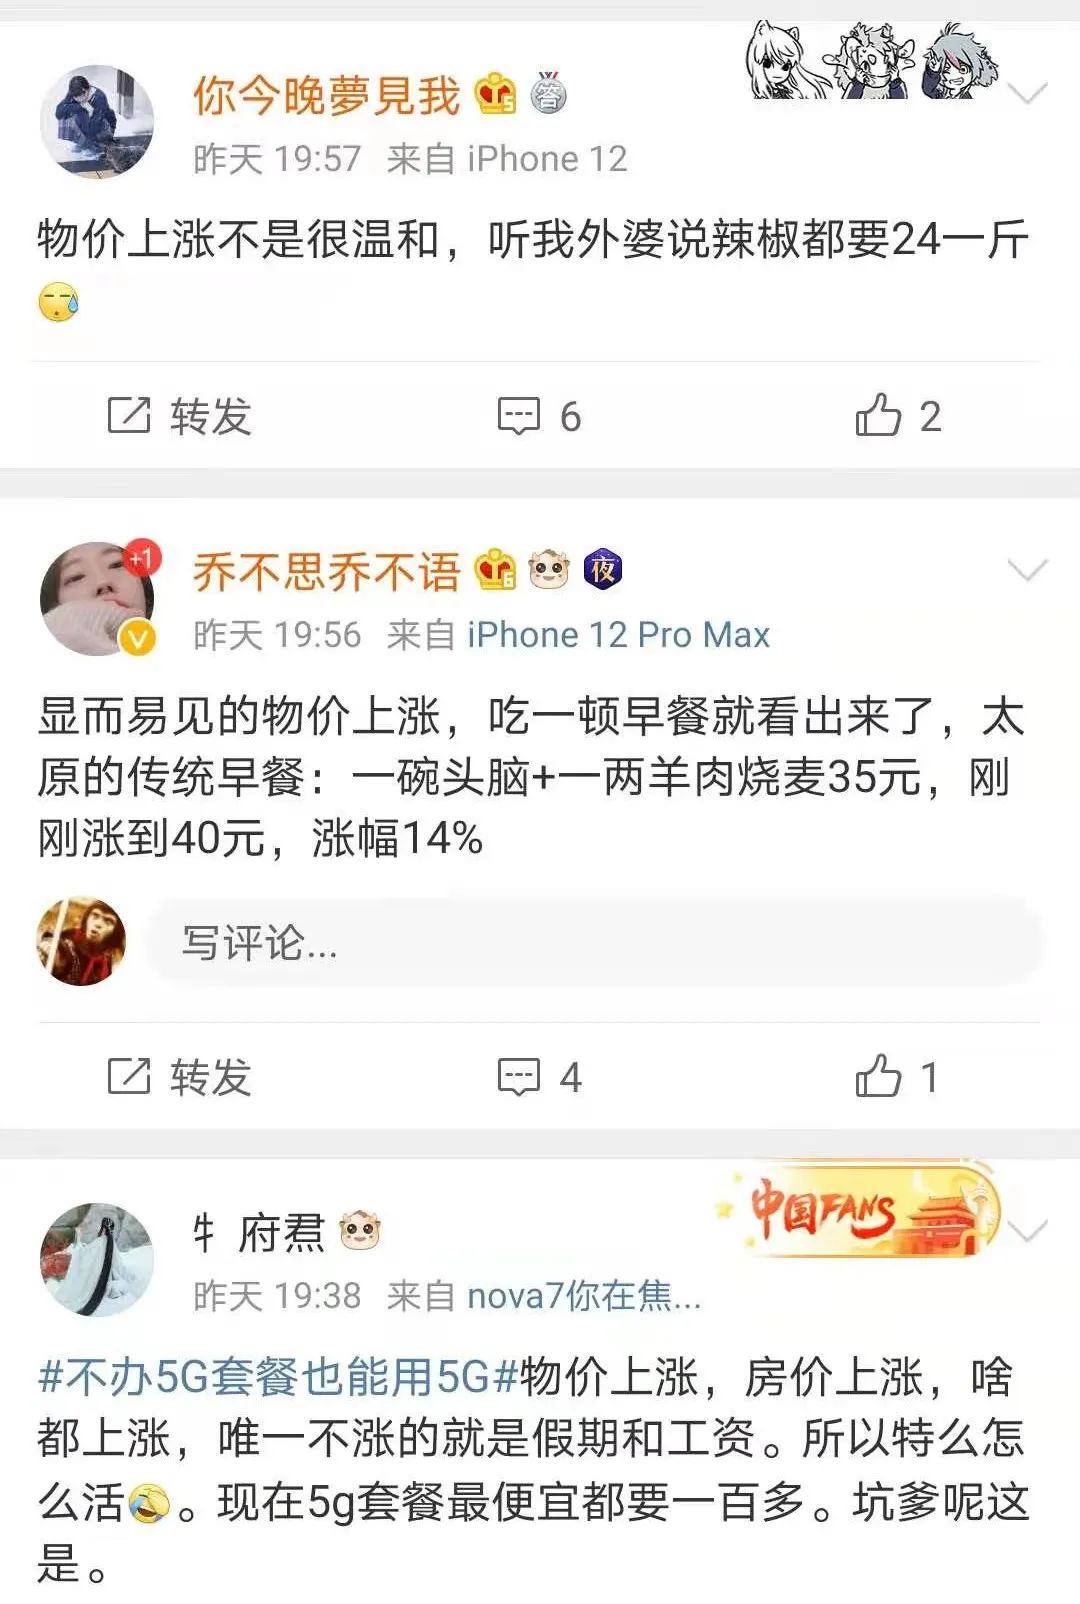 你今晚夢見我 5 答
昨天 19:57 来自 iPhone 12
物价上涨不是很温和，听我外婆说辣椒都要24一斤
转发 6 2
+1
乔不思乔不语 6 夜
V
昨天 19:56 来自 iPhone 12 Pro Max
显而易见的物价上涨，吃一顿早餐就看出来了，太
原的传统早餐：一碗头脑+一两羊肉烧麦35元，刚
刚涨到40元，涨幅14%
写评论...
转发 4 1
中国FANS
牜 府焄
昨天 19:38 来自 nova7你在焦...
#不办5G套餐也能用5G#物价上涨，房价上涨，啥
都上涨，唯一不涨的就是假期和工资。所以特么怎
么活。现在5g套餐最便宜都要一百多。坑爹呢这
是。